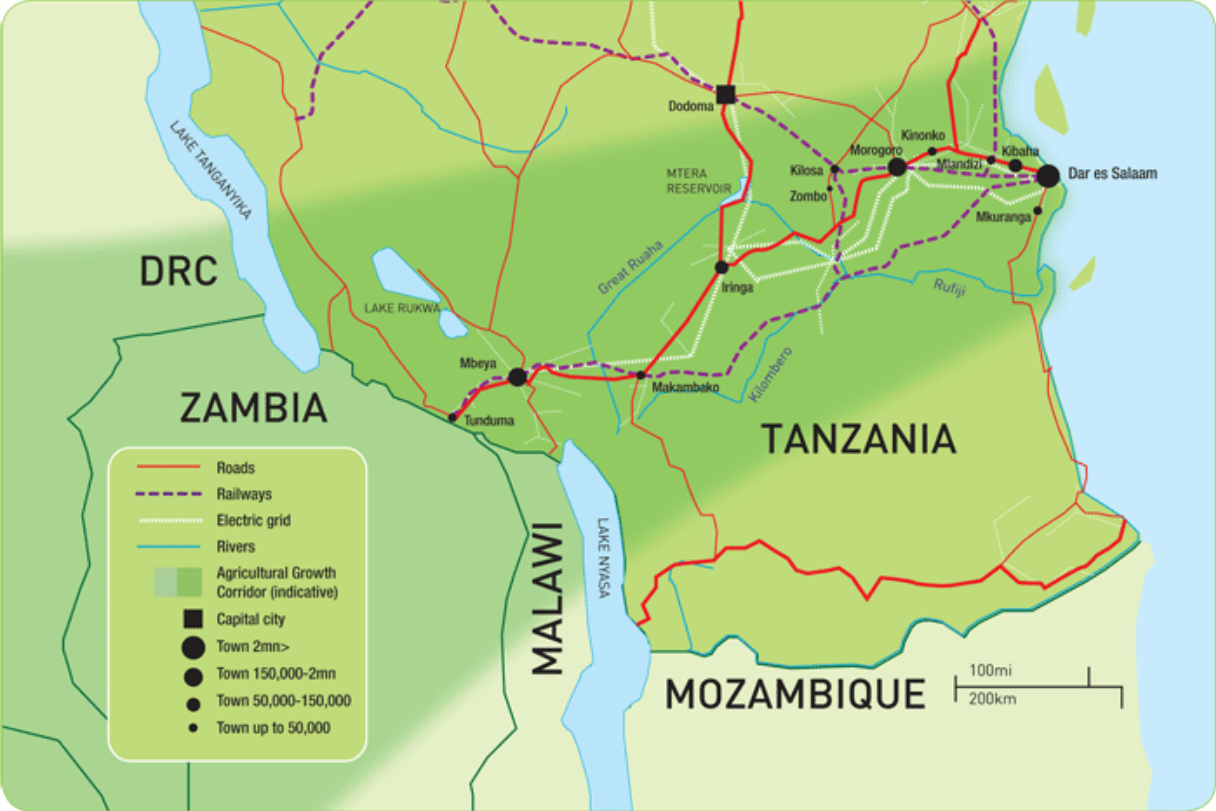 Dodoma
Kinonko
Morogoro
Mlandizi
Kibaha
Dar es Salaam
Kilosa
Zombo
MTERA
RESERVOIR
Mkuranga
LAKE TANGANYIKA
DRC
Great Ruaha
Iringa
Rufiji
LAKE RUKWA
Mbeya
Kilombero
Makambako
ZAMBIA
Tunduma
TANZANIA
Roads
Railways
Electric grid
Rivers
Agricultural Growth
Corridor (indicative)
Capital city
Town 2mn>
Town 150,000-2mn
Town 50,000-150,000
Town up to 50,000
MALAWI
LAKE NYASA
MOZAMBIQUE
100mi
200km